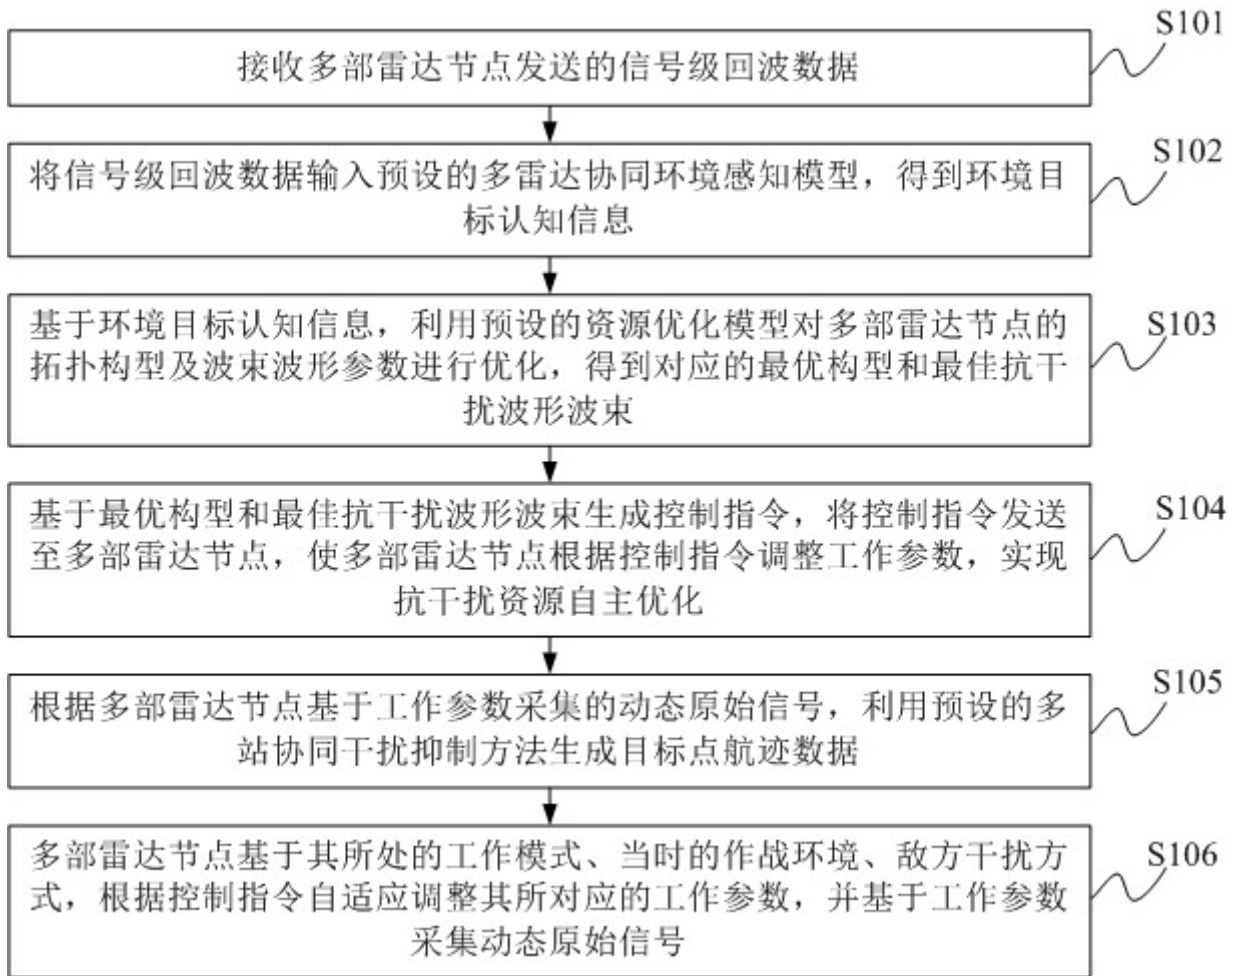 S101
接收多部雷达节点发送的信号级回波数据
S102
将信号级回波数据输入预设的多雷达协同环境感知模型，得到环境目
标认知信息
S103
基于环境目标认知信息，利用预设的资源优化模型对多部雷达节点的
拓扑构型及波束波形参数进行优化，得到对应的最优构型和最佳抗干
扰波形波束
S104
基于最优构型和最佳抗干扰波形波束生成控制指令，将控制指令发送
至多部雷达节点，使多部雷达节点根据控制指令调整工作参数，实现
抗干扰资源自主优化
S105
根据多部雷达节点基于工作参数采集的动态原始信号，利用预设的多
站协同干扰抑制方法生成目标点航迹数据
S106
多部雷达节点基于其所处的工作模式、当时的作战环境、敌方干扰方
式，根据控制指令自适应调整其所对应的工作参数，并基于工作参数
采集动态原始信号